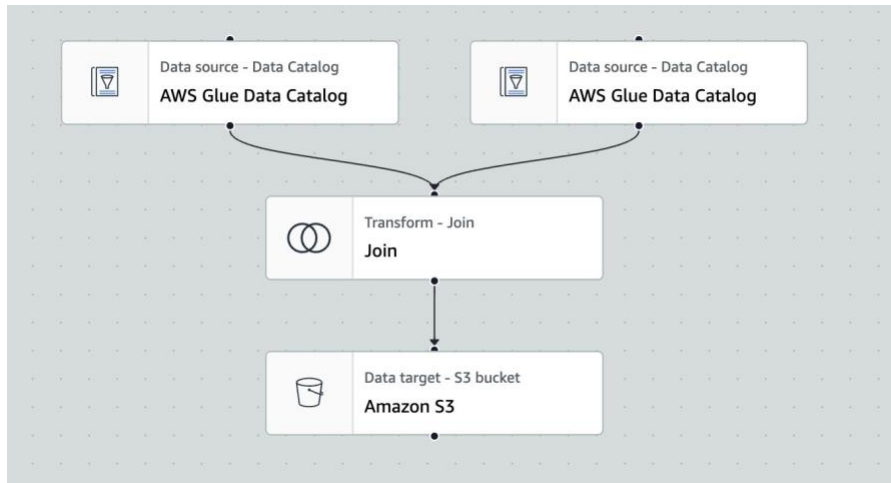 Data source - Data Catalog
AWS Glue Data Catalog
Data source - Data Catalog
AWS Glue Data Catalog
Transform - Join
Join
Data target - S3 bucket
Amazon S3